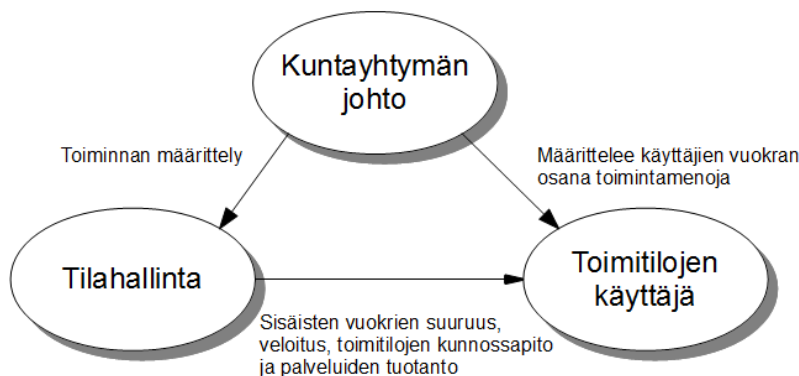 Kuntayhtymän
johto
Toiminnan määrittely
Määrittelee käyttäjien vuokran
osana toimintamenoja
Tilahallinta
Toimitilojen
käyttäjä
Sisäisten vuokrien suuruus,
veloitus, toimitilojen kunnossapito
ja palveluiden tuotanto